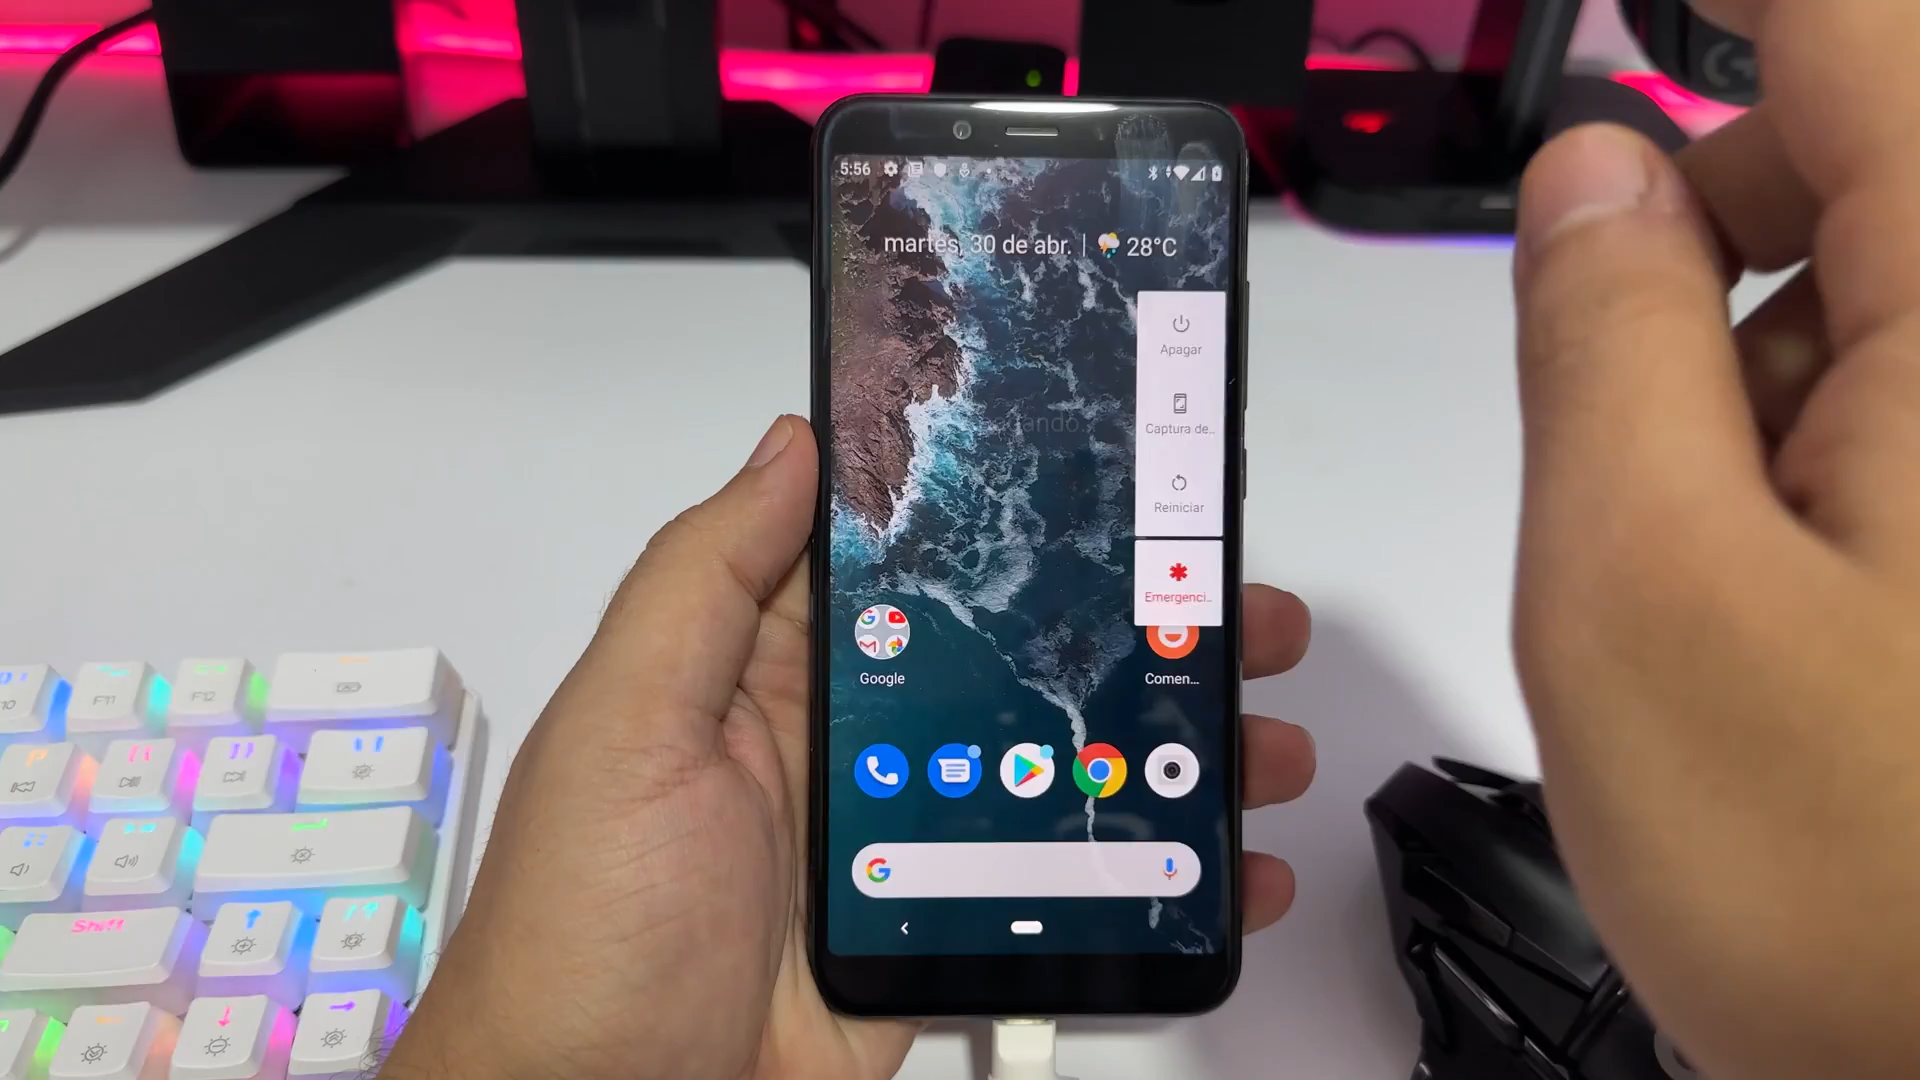 5:56
martes, 30 de abr. | 28°C
Apagar
Captura de..
Reiniciar
Emergenci..
Google
Comen...
F11
F12
Shift